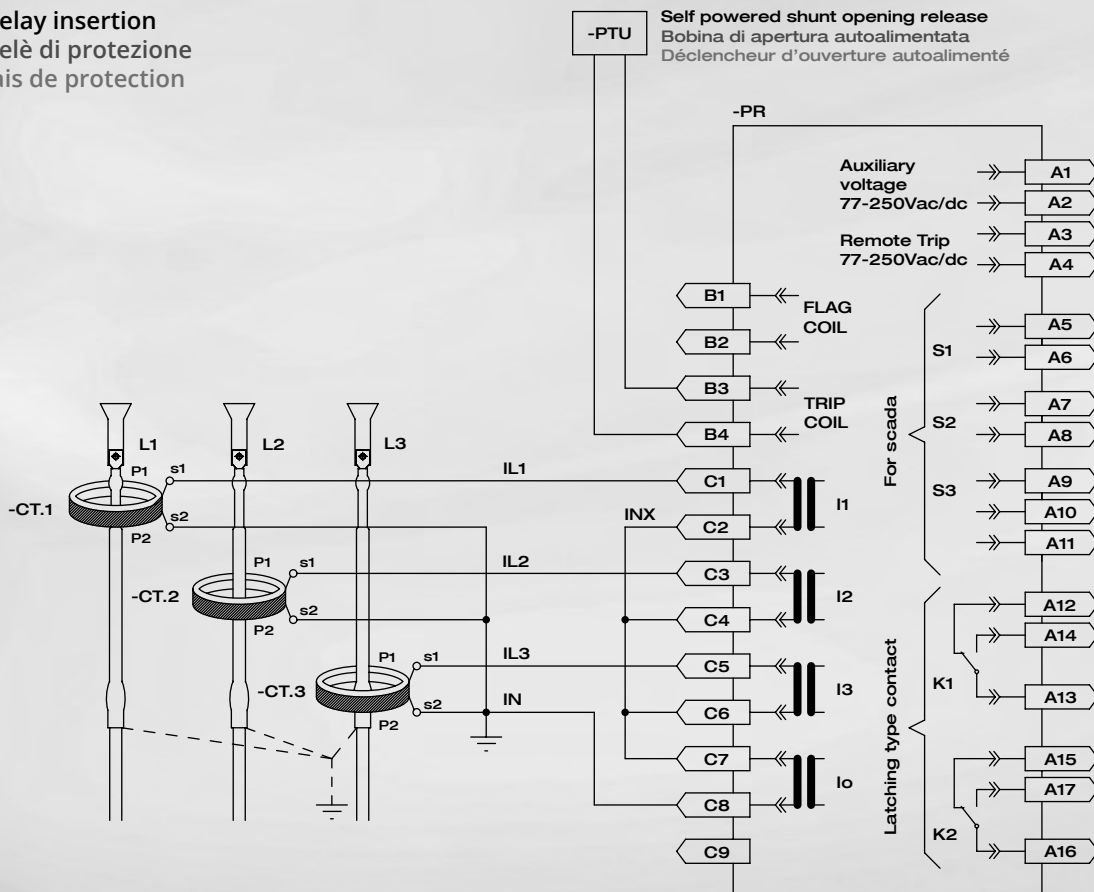 elay insertion
elè di protezione
ais de protection
-PTU
Self powered shunt opening release
Bobina di apertura autoalimentata
Déclencheur d'ouverture autoalimenté
-PR
Auxiliary
voltage
77-250Vac/dc
A1
A2
Remote Trip
77-250Vac/dc
A3
A4
B1
B2
FLAG
COIL
B3
B4
TRIP
COIL
For scada
S1
A5
A6
S2
A7
A8
S3
A9
A10
A11
L1
L2
L3
-CT.1
P1
s1
s2
P2
IL1
C1
C2
I1
INX
-CT.2
P1
s1
s2
P2
IL2
C3
C4
I2
-CT.3
P1
s1
s2
P2
IL3
IN
C5
C6
I3
C7
C8
Io
C9
Latching type contact
K1
A12
A14
A13
K2
A15
A17
A16